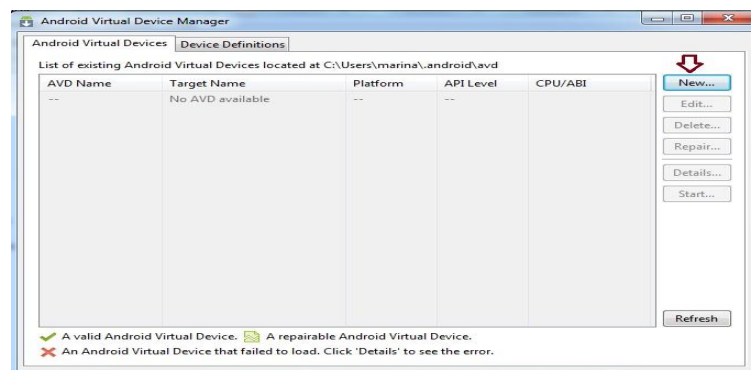 Android Virtual Device Manager
Android Virtual Devices Device Definitions
List of existing Android Virtual Devices located at C:\Users\marina\.android\avd
AVD Name Target Name Platform API Level CPU/ABI New...
-- No AVD available -- -- Edit...
Delete...
Repair...
Details...
Start...
Refresh
A valid Android Virtual Device. A repairable Android Virtual Device.
An Android Virtual Device that failed to load. Click 'Details' to see the error.